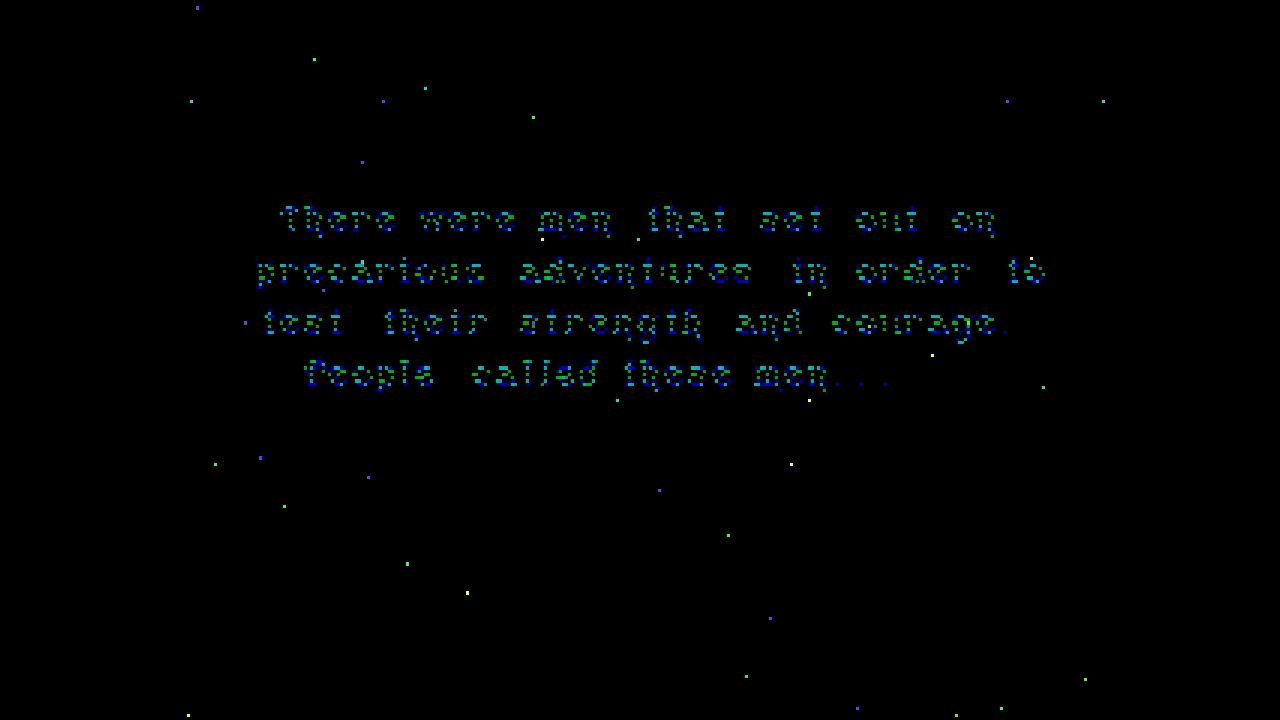 There were men that set out on
precarious adventures in order to
test their strength and courage.
People called these men...